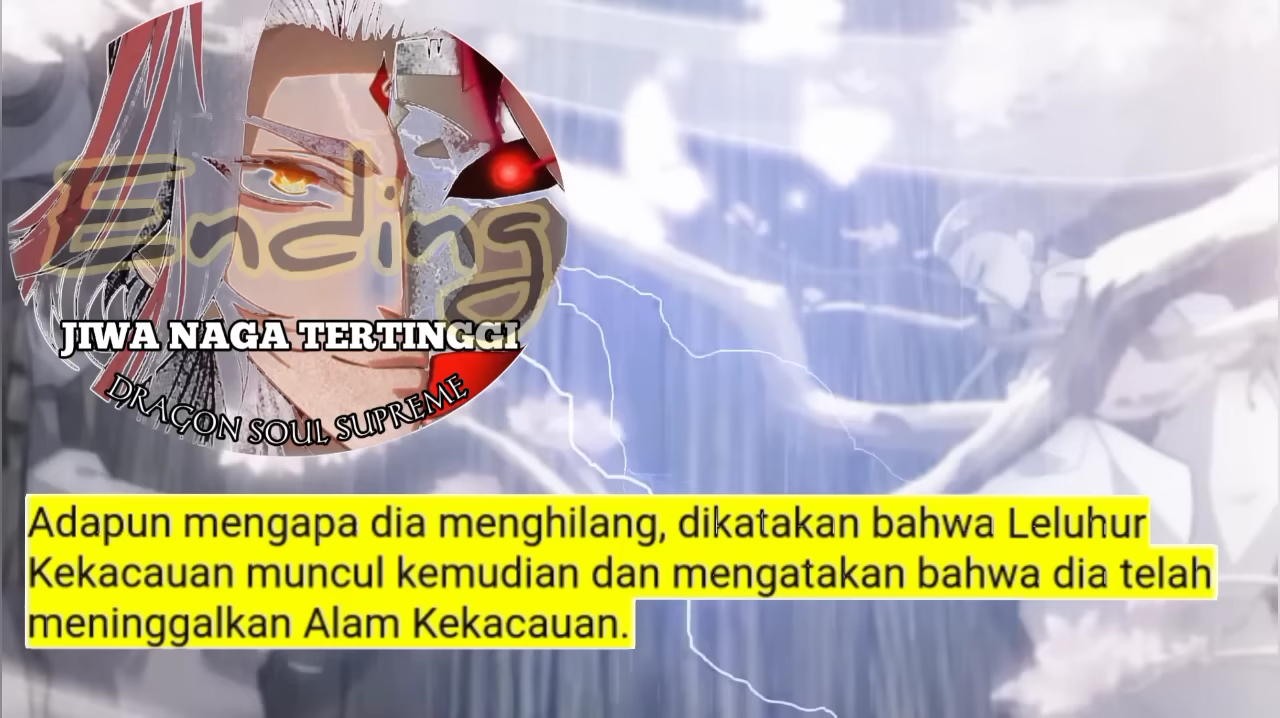 Ending
JIWA NAGA TERTINGGI
DRAGON SOUL SUPREME
Adapun mengapa dia menghilang, dikatakan bahwa Leluhur
Kekacauan muncul kemudian dan mengatakan bahwa dia telah
meninggalkan Alam Kekacauan.